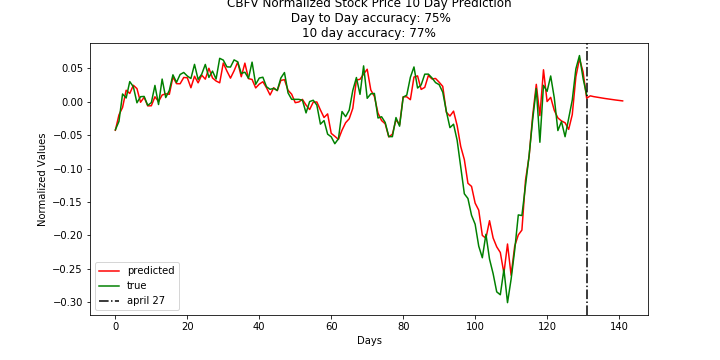 CBFV Normalized Stock Price 10 Day Prediction
Day to Day accuracy: 75%
10 day accuracy: 77%
Normalized Values
0.05
0.00
−0.05
−0.10
−0.15
−0.20
−0.25
−0.30
predicted
true
april 27
0 20 40 60 80 100 120 140
Days